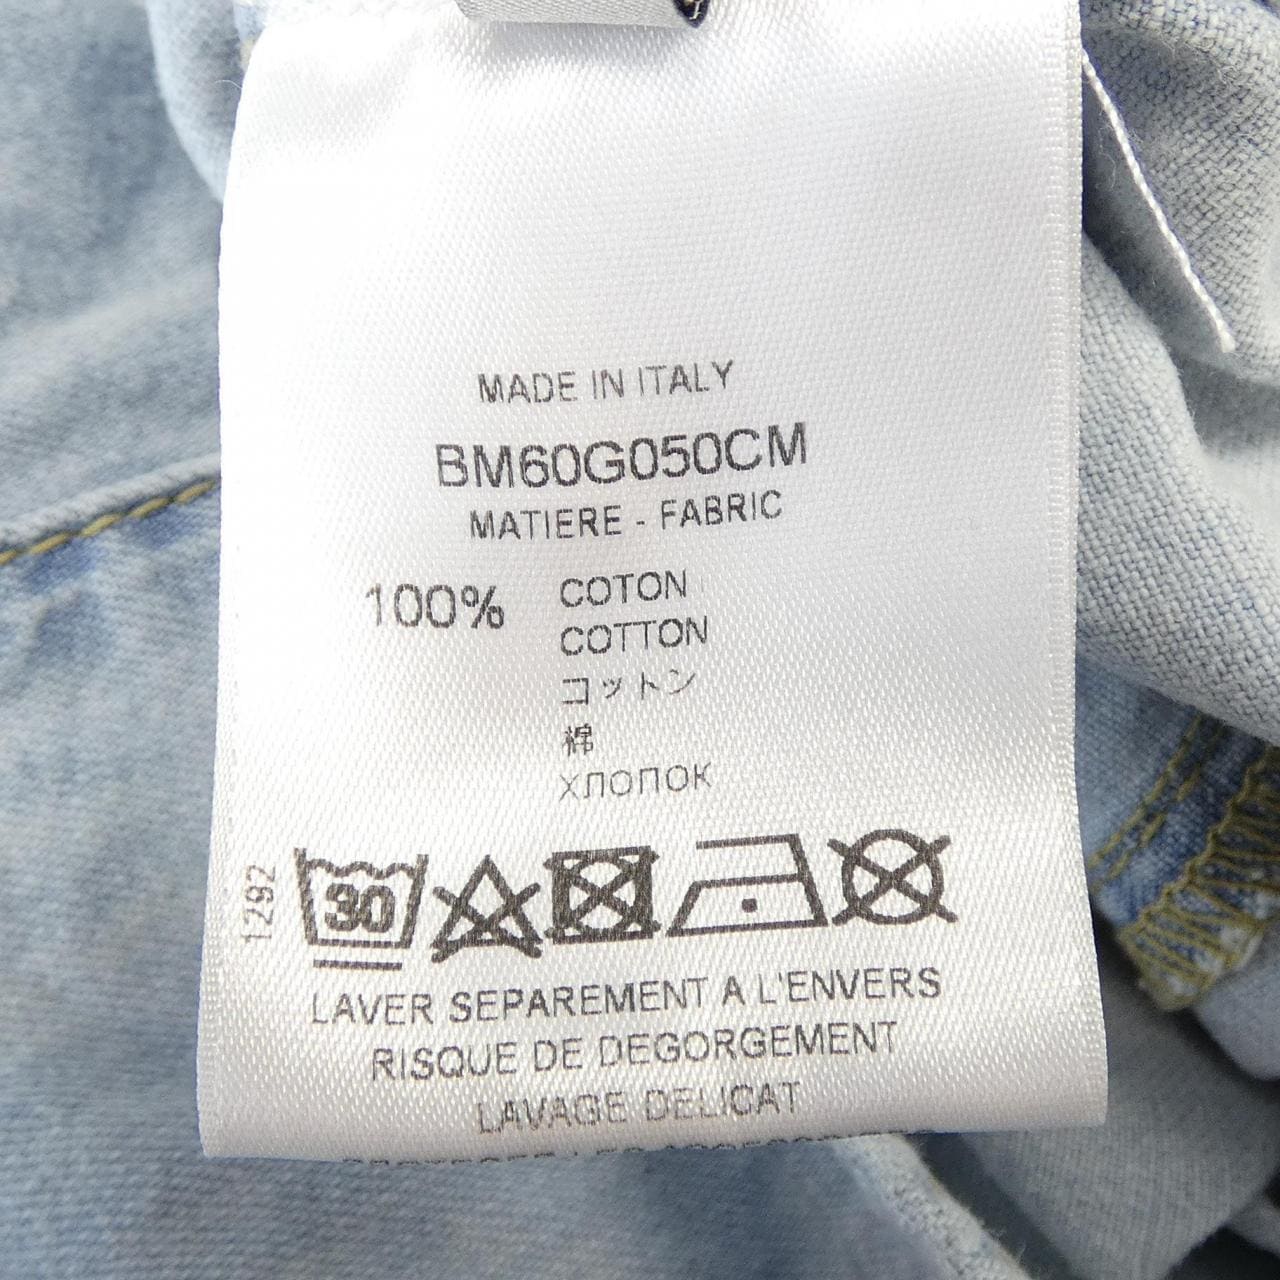 MADE IN ITALY
BM60G050CM
MATIERE - FABRIC
100% COTON
COTTON
コットン
棉
ХЛОПОК
1292
30
LAVER SEPAREMENT A L'ENVERS
RISQUE DE DEGORGEMENT
LAVAGE DELICAT